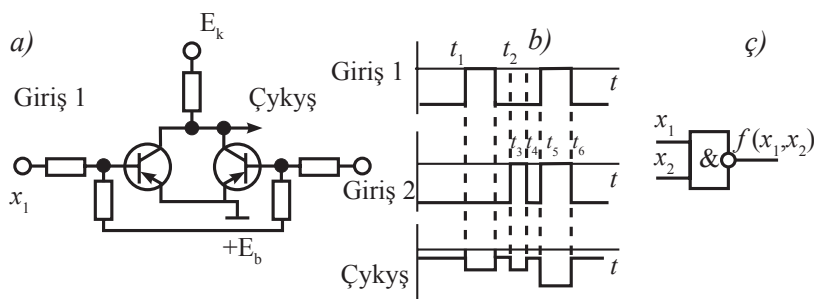 a)
E_k
Giriş 1
Çykyş
x_1
Giriş 2
+E_b
b)
t_1
t_2
Giriş 1
t
t_3 t_4 t_5 t_6
Çykyş
t
ç)
x_1
x_2
&
f(x_1,x_2)